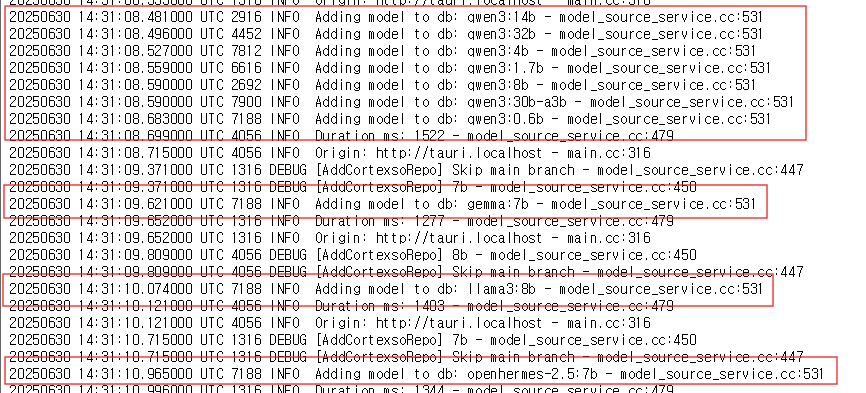 20250630 14:31:08.481000 UTC 2916 INFO  Adding model to db: qwen3:14b - model_source_service.cc:531
20250630 14:31:08.496000 UTC 4452 INFO  Adding model to db: qwen3:32b - model_source_service.cc:531
20250630 14:31:08.527000 UTC 7812 INFO  Adding model to db: qwen3:4b - model_source_service.cc:531
20250630 14:31:08.559000 UTC 6616 INFO  Adding model to db: qwen3:1.7b - model_source_service.cc:531
20250630 14:31:08.590000 UTC 2692 INFO  Adding model to db: qwen3:8b - model_source_service.cc:531
20250630 14:31:08.590000 UTC 7900 INFO  Adding model to db: qwen3:30b-a3b - model_source_service.cc:531
20250630 14:31:08.683000 UTC 7188 INFO  Adding model to db: qwen3:0.6b - model_source_service.cc:531
20250630 14:31:08.699000 UTC 4056 INFO  Duration ms: 1522 - model_source_service.cc:479
20250630 14:31:08.715000 UTC 4056 INFO  Origin: http://tauri.localhost - main.cc:316
20250630 14:31:09.371000 UTC 1316 DEBUG [AddCortexsoRepo] Skip main branch - model_source_service.cc:447
20250630 14:31:09.371000 UTC 1316 DEBUG [AddCortexsoRepo] 7b - model_source_service.cc:450
20250630 14:31:09.621000 UTC 7188 INFO  Adding model to db: gemma:7b - model_source_service.cc:531
20250630 14:31:09.652000 UTC 1316 INFO  Duration ms: 1277 - model_source_service.cc:479
20250630 14:31:09.652000 UTC 1316 INFO  Origin: http://tauri.localhost - main.cc:316
20250630 14:31:09.809000 UTC 4056 DEBUG [AddCortexsoRepo] 8b - model_source_service.cc:450
20250630 14:31:09.809000 UTC 4056 DEBUG [AddCortexsoRepo] Skip main branch - model_source_service.cc:447
20250630 14:31:10.074000 UTC 7188 INFO  Adding model to db: llama3:8b - model_source_service.cc:531
20250630 14:31:10.121000 UTC 4056 INFO  Duration ms: 1403 - model_source_service.cc:479
20250630 14:31:10.121000 UTC 4056 INFO  Origin: http://tauri.localhost - main.cc:316
20250630 14:31:10.715000 UTC 1316 DEBUG [AddCortexsoRepo] 7b - model_source_service.cc:450
20250630 14:31:10.715000 UTC 1316 DEBUG [AddCortexsoRepo] Skip main branch - model_source_service.cc:447
20250630 14:31:10.965000 UTC 7188 INFO  Adding model to db: openhermes-2.5:7b - model_source_service.cc:531
20250630 14:31:10.996000 UTC 1316 INFO  Duration ms: 1344 - model_source_service.cc:479